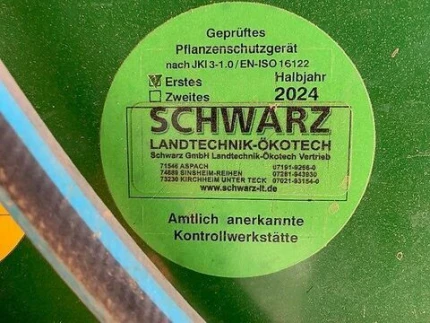 Geprüftes
Pflanzenschutzgerät
nach JKI 3-1.0 / EN-ISO 16122
Erstes Halbjahr
Zweites 2024
SCHWARZ
LANDTECHNIK-ÖKOTECH
Schwarz GmbH Landtechnik-Ökotech Vertrieb
71546 ASPACH 07191-9266-0
74889 SINSHEIM-REIHEN 07261-943930
73230 KIRCHHEIM UNTER TECK 07021-93154-0
www.schwarz-lt.de
Amtlich anerkannte
Kontrollwerkstätte